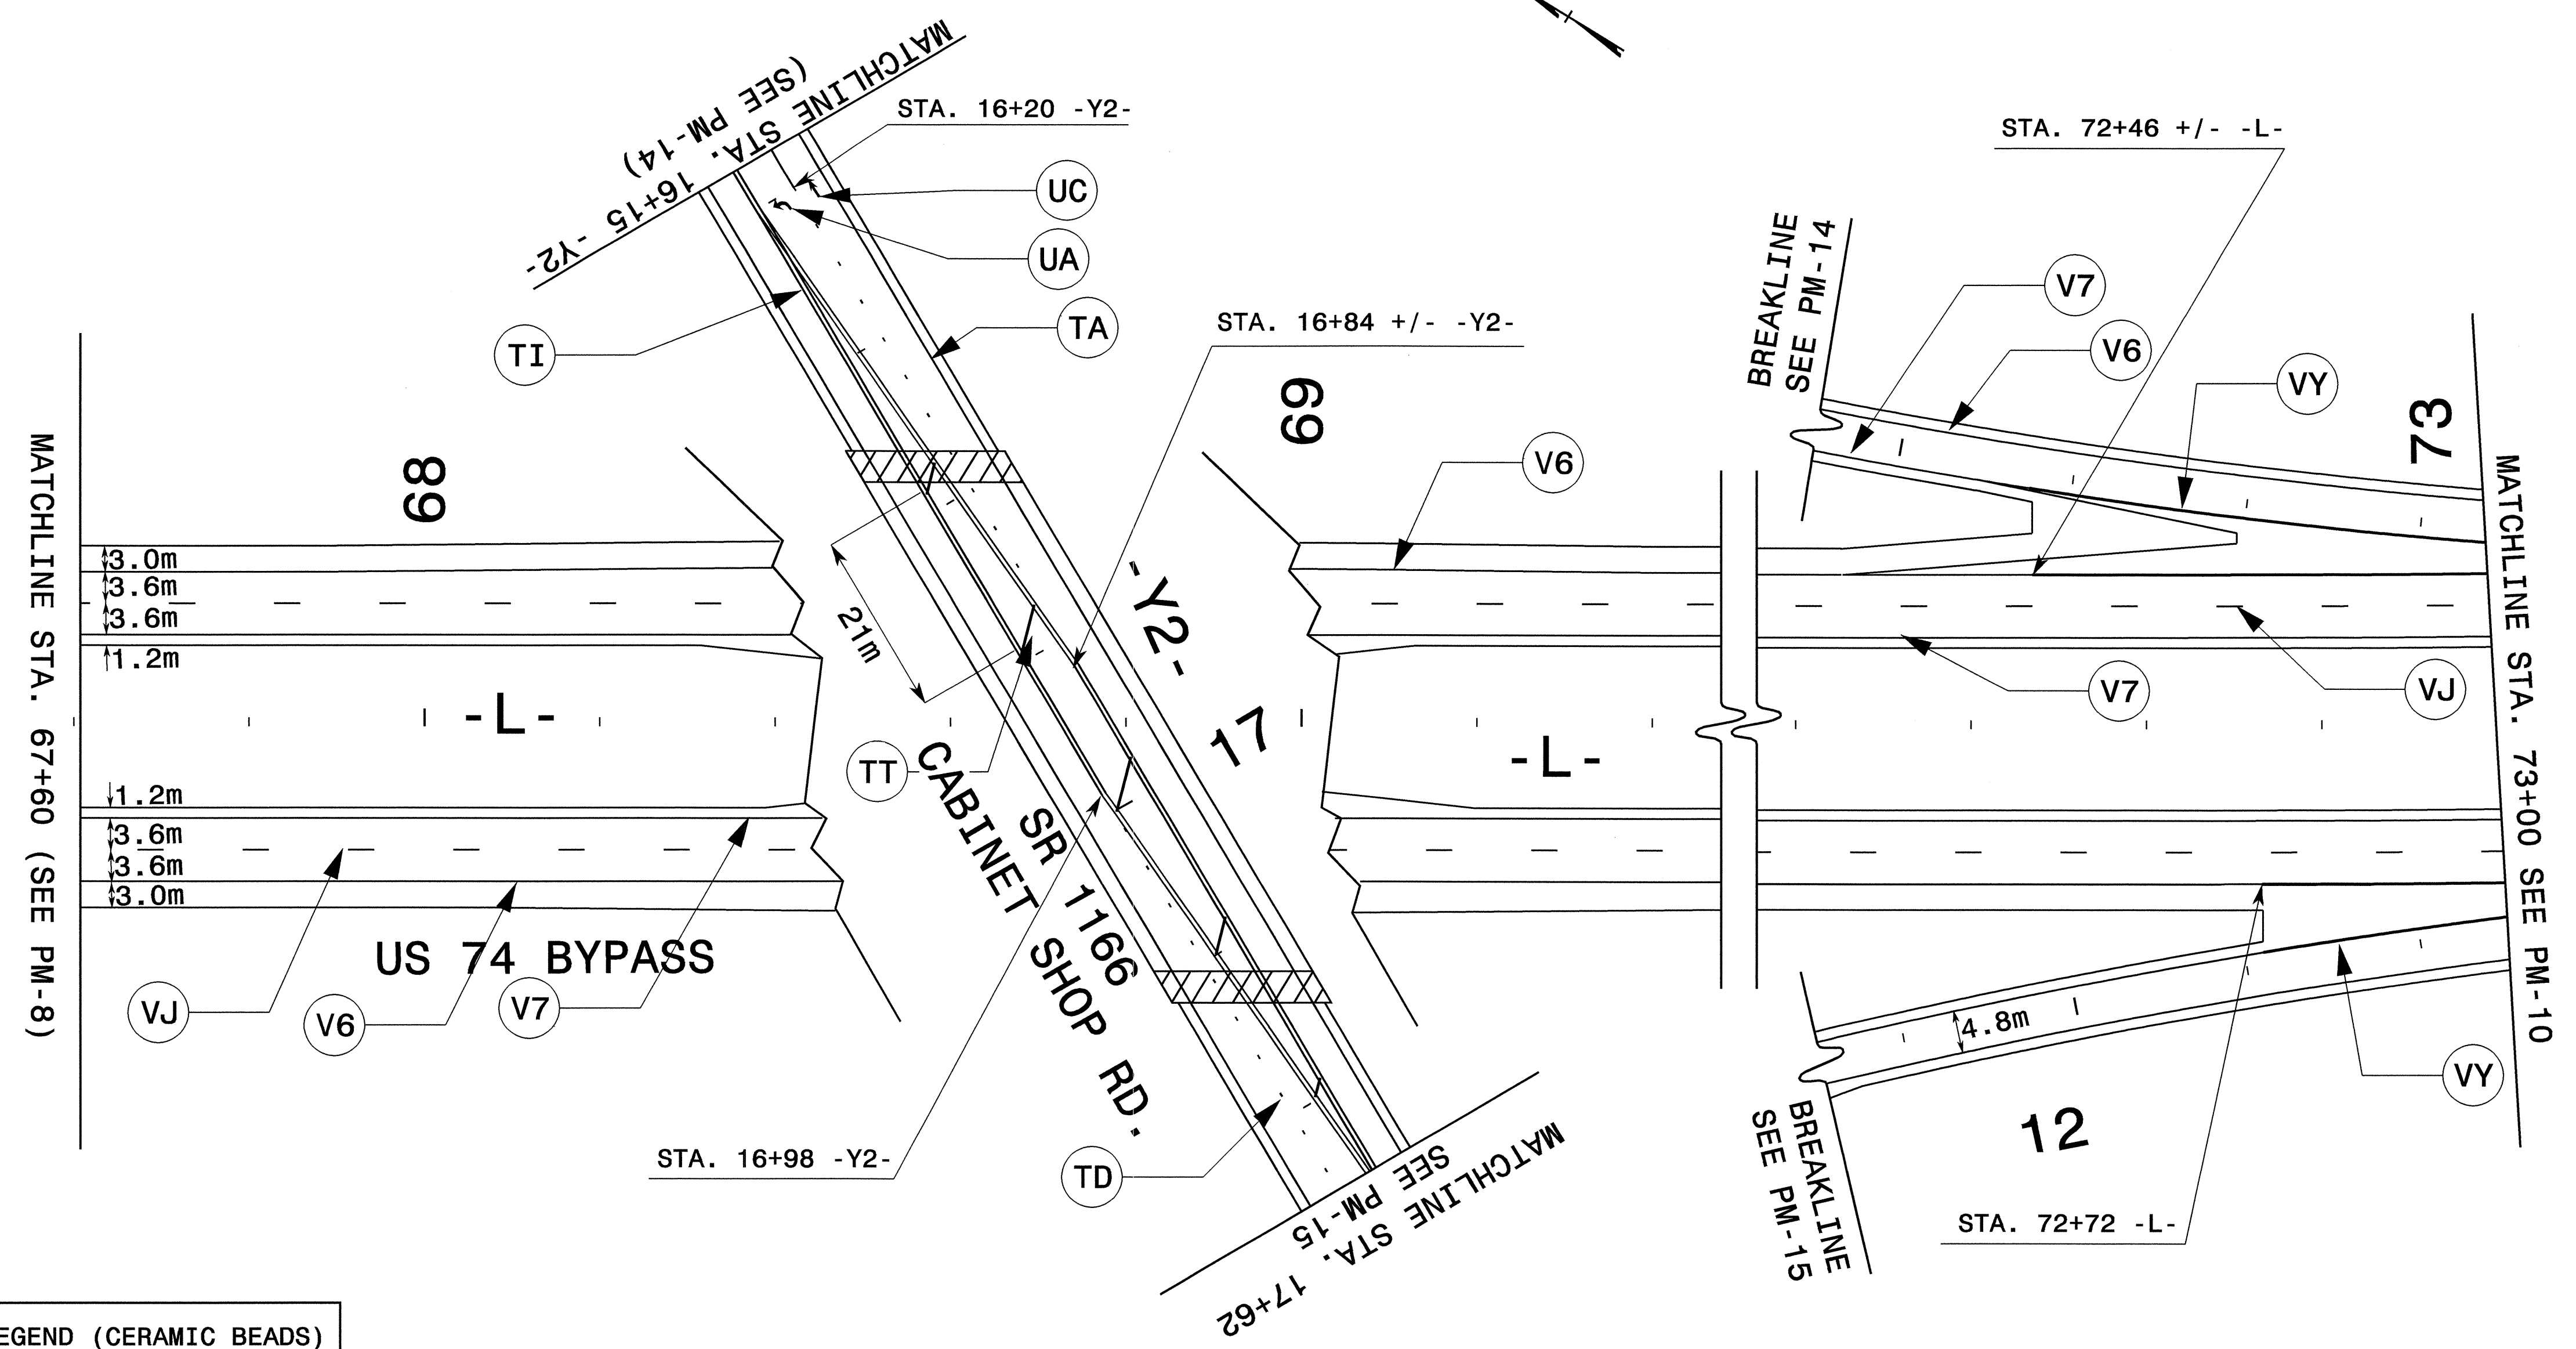 MATCHLINE STA. 16+15 -Y2-
(SEE PM-14)
STA. 16+20 -Y2-
UC
UA
TA
TI
STA. 16+84 +/- -Y2-
STA. 72+46 +/- -L-
BREAKLINE
SEE PM-14
V7
V6
VY
73
MATCHLINE STA. 67+60 (SEE PM-8)
68
69
V6
3.0m
3.6m
3.6m
1.2m
-L-
1.2m
3.6m
3.6m
3.0m
21m
-Y2-
17
-L-
V7
VJ
MATCHLINE STA. 73+00 SEE PM-10
TT
SR 1166
CABINET SHOP RD.
US 74 BYPASS
VJ
V6
V7
STA. 16+98 -Y2-
TD
MATCHLINE STA. 17+62
SEE PM-15
4.8m
BREAKLINE
SEE PM-15
12
VY
STA. 72+72 -L-
EGEND (CERAMIC BEADS)